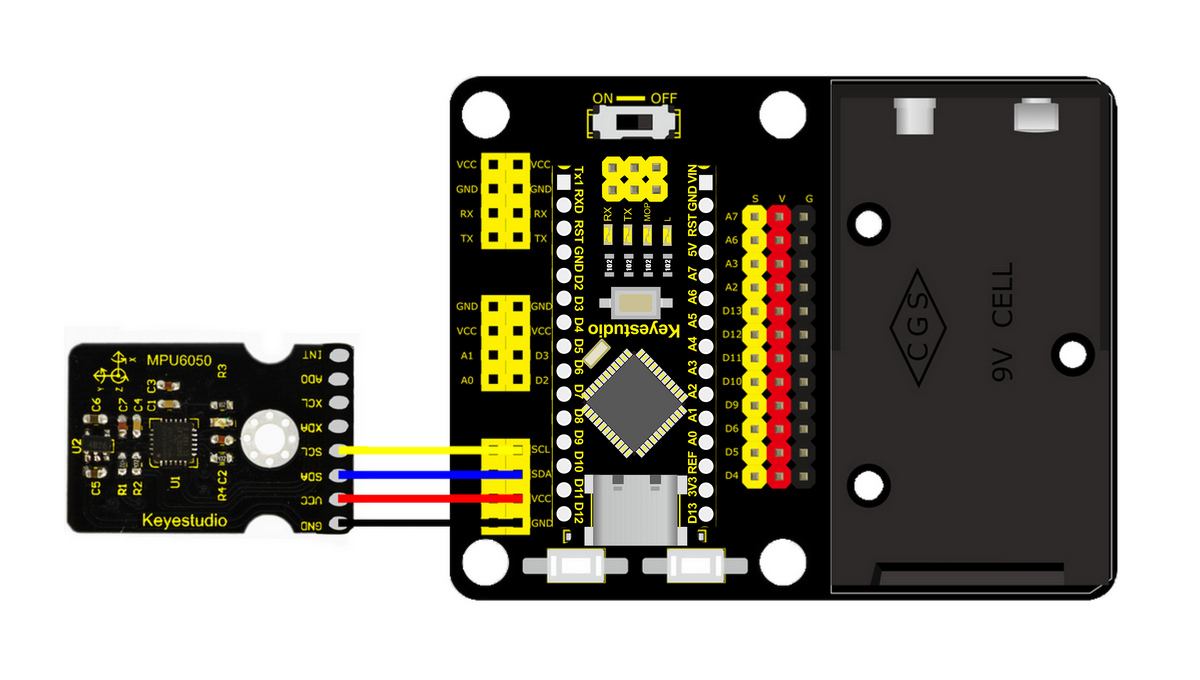 ON OFF
VCC VCC
GND GND
RX RX
TX TX
GND GND
VCC VCC
A1 D3
A0 D2
SCL
SDA
VCC
GND
Tx1 RXD RST GND D2 D3 D4 D5 D6 D7 D8 D9 D10 D11 D12
RX TX MOP L
102 102 102 102
Keyestudio
VIN GND RST 5V A7 A6 A5 A4 A3 A2 A1 A0 REF 3V3 D13
S V G
A7
A6
A3
A2
D13
D12
D11
D10
D9
D6
D5
D4
CGS
9V CELL
MPU6050
X
Y
Z
C6
C7
C4
C1
C3
R3
U2
C5
R1
R2
U1
R4
C2
Keyestudio
INT
AD0
XCL
XDA
SCL
SDA
VCC
GND